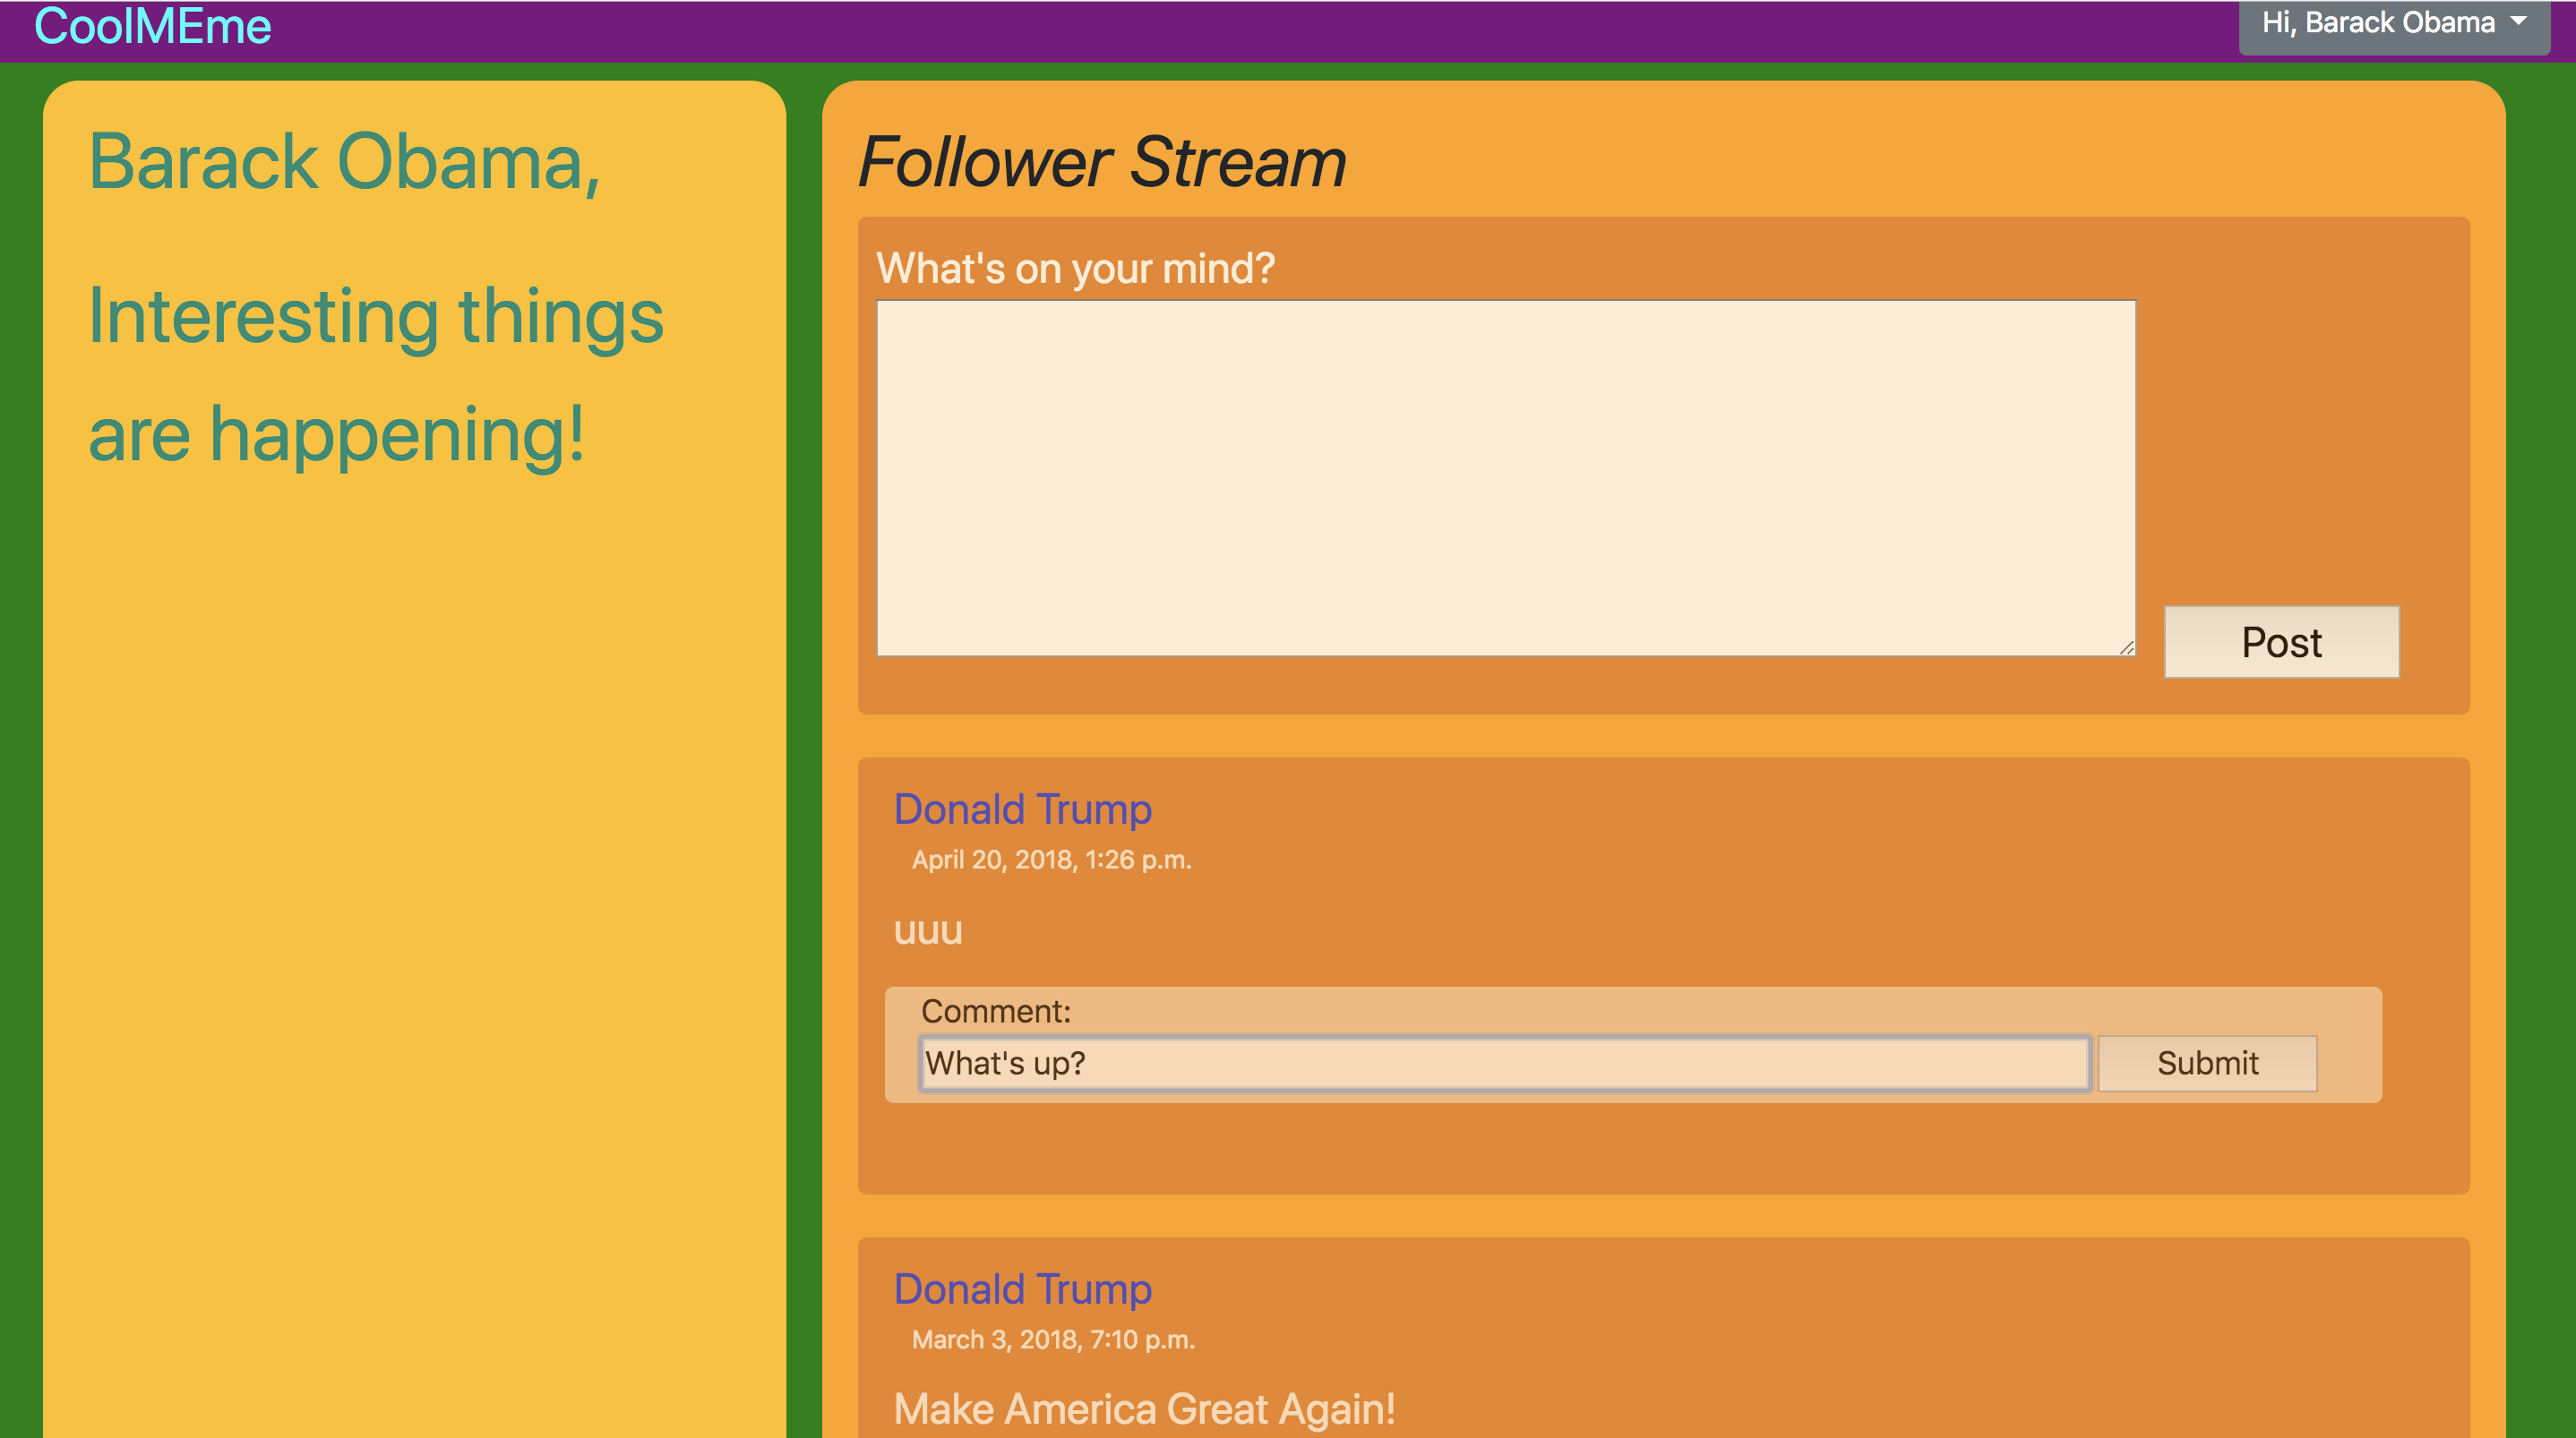 CoolMEme
Hi, Barack Obama
Barack Obama,
Interesting things
are happening!
Follower Stream
What's on your mind?
Post
Donald Trump
April 20, 2018, 1:26 p.m.
uuu
Comment:
What's up?
Submit
Donald Trump
March 3, 2018, 7:10 p.m.
Make America Great Again!